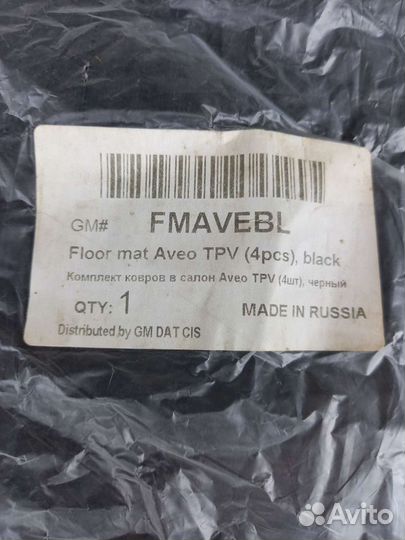 GM# FMAVEBL
Floor mat Aveo TPV (4pcs), black
Комплект ковров в салон Aveo TPV (4шт), черный
QTY: 1 MADE IN RUSSIA
Distributed by GM DAT CIS
Avito